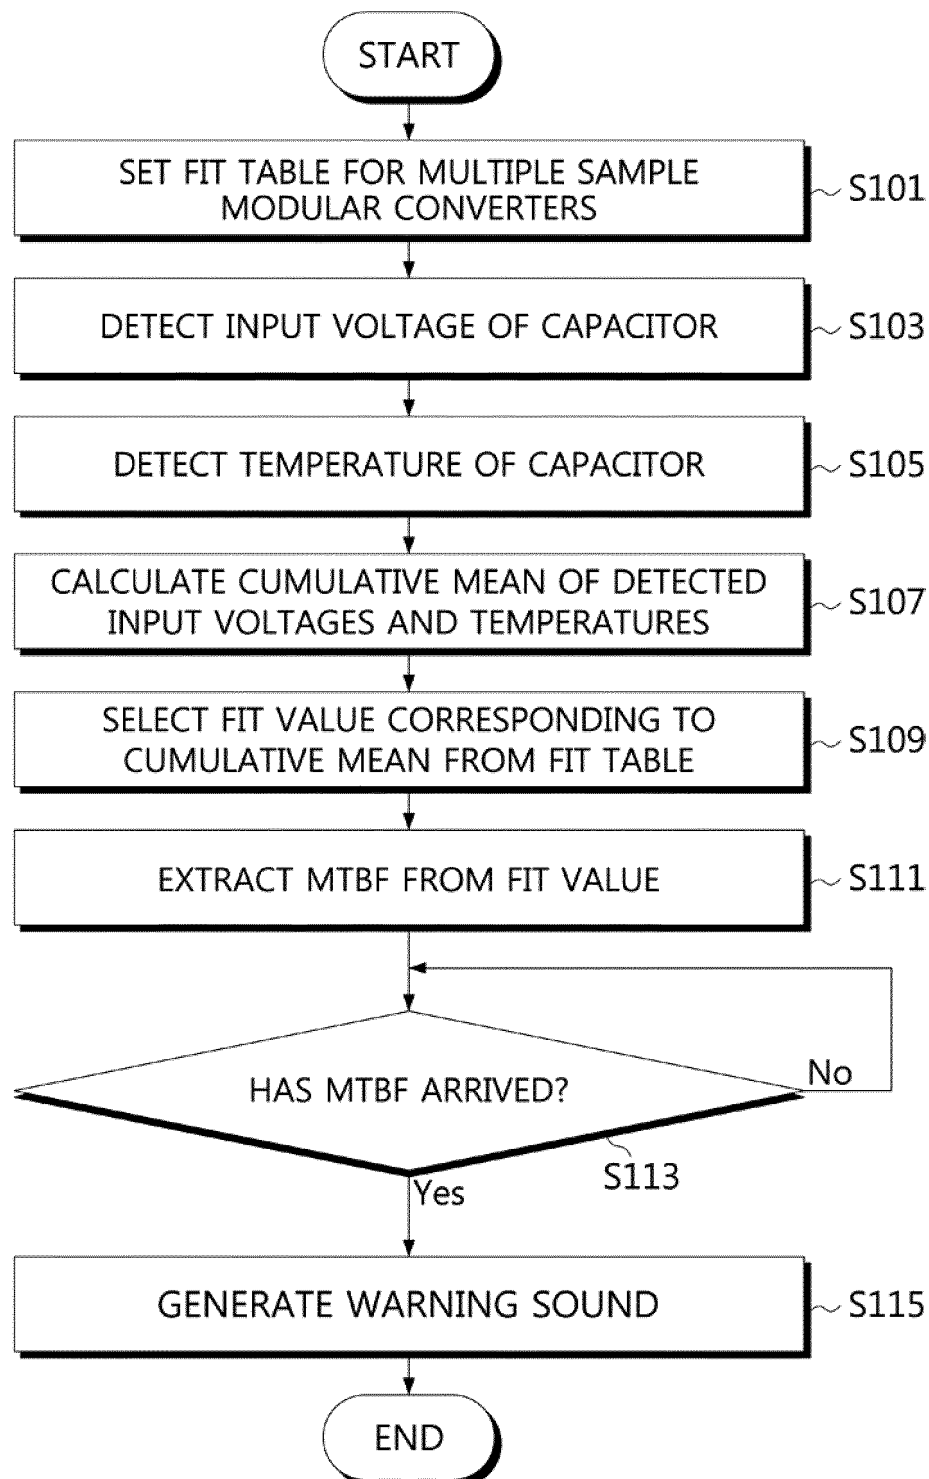 START
SET FIT TABLE FOR MULTIPLE SAMPLE
MODULAR CONVERTERS
S101
DETECT INPUT VOLTAGE OF CAPACITOR
S103
DETECT TEMPERATURE OF CAPACITOR
S105
CALCULATE CUMULATIVE MEAN OF DETECTED
INPUT VOLTAGES AND TEMPERATURES
S107
SELECT FIT VALUE CORRESPONDING TO
CUMULATIVE MEAN FROM FIT TABLE
S109
EXTRACT MTBF FROM FIT VALUE
S111
HAS MTBF ARRIVED?
No
S113
Yes
GENERATE WARNING SOUND
S115
END